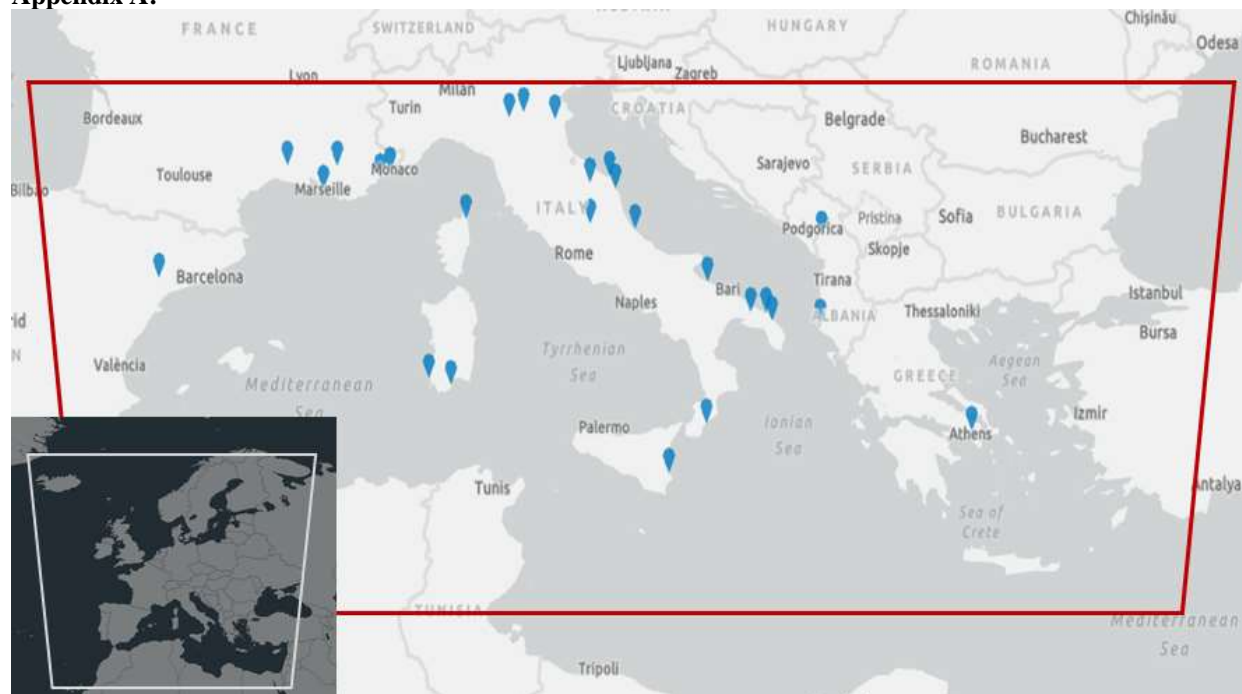 Appendix A:
FRANCE
SWITZERLAND
HUNGARY
Chișinău
Odesa
Ljubljana
Zagreb
ROMANIA
Lyon
Milan
Turin
CROATIA
Bordeaux
Belgrade
Bucharest
Toulouse
Marseille
Monaco
Sarajevo
SERBIA
Bilbao
ITALY
Podgorica
Pristina
Sofia
BULGARIA
Skopje
Rome
Barcelona
Tirana
Bari
Naples
Istanbul
ALBANIA
Thessaloniki
Bursa
València
Tyrrhenian
Sea
Aegean
Sea
GREECE
Mediterranean
Sea
Izmir
Palermo
Ionian
Sea
Athens
Tunis
Antalya
Sea of
Crete
TUNISIA
Mediterranean
Sea
Tripoli